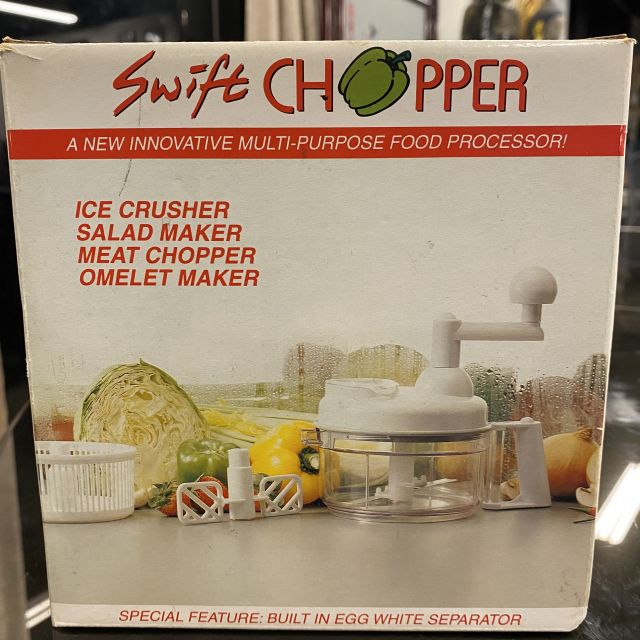 Swift CHOPPER
A NEW INNOVATIVE MULTI-PURPOSE FOOD PROCESSOR!
ICE CRUSHER
SALAD MAKER
MEAT CHOPPER
OMELET MAKER
SPECIAL FEATURE: BUILT IN EGG WHITE SEPARATOR